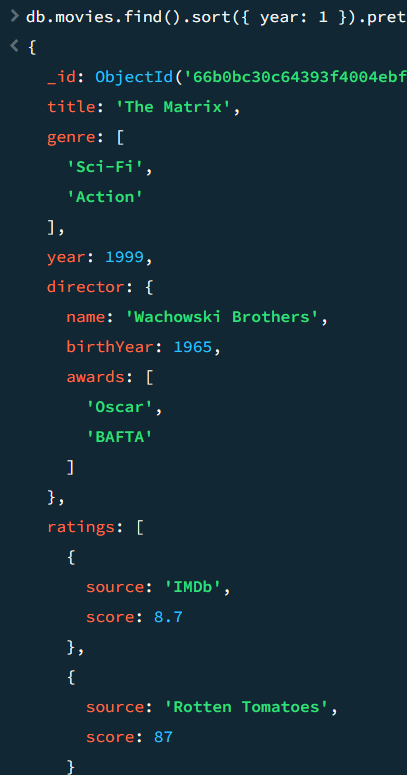 > db.movies.find().sort({ year: 1 }).pret
< {
_id: ObjectId('66b0bc30c64393f4004ebf
title: 'The Matrix',
genre: [
'Sci-Fi',
'Action'
],
year: 1999,
director: {
name: 'Wachowski Brothers',
birthYear: 1965,
awards: [
'Oscar',
'BAFTA'
]
},
ratings: [
{
source: 'IMDb',
score: 8.7
},
{
source: 'Rotten Tomatoes',
score: 87
}